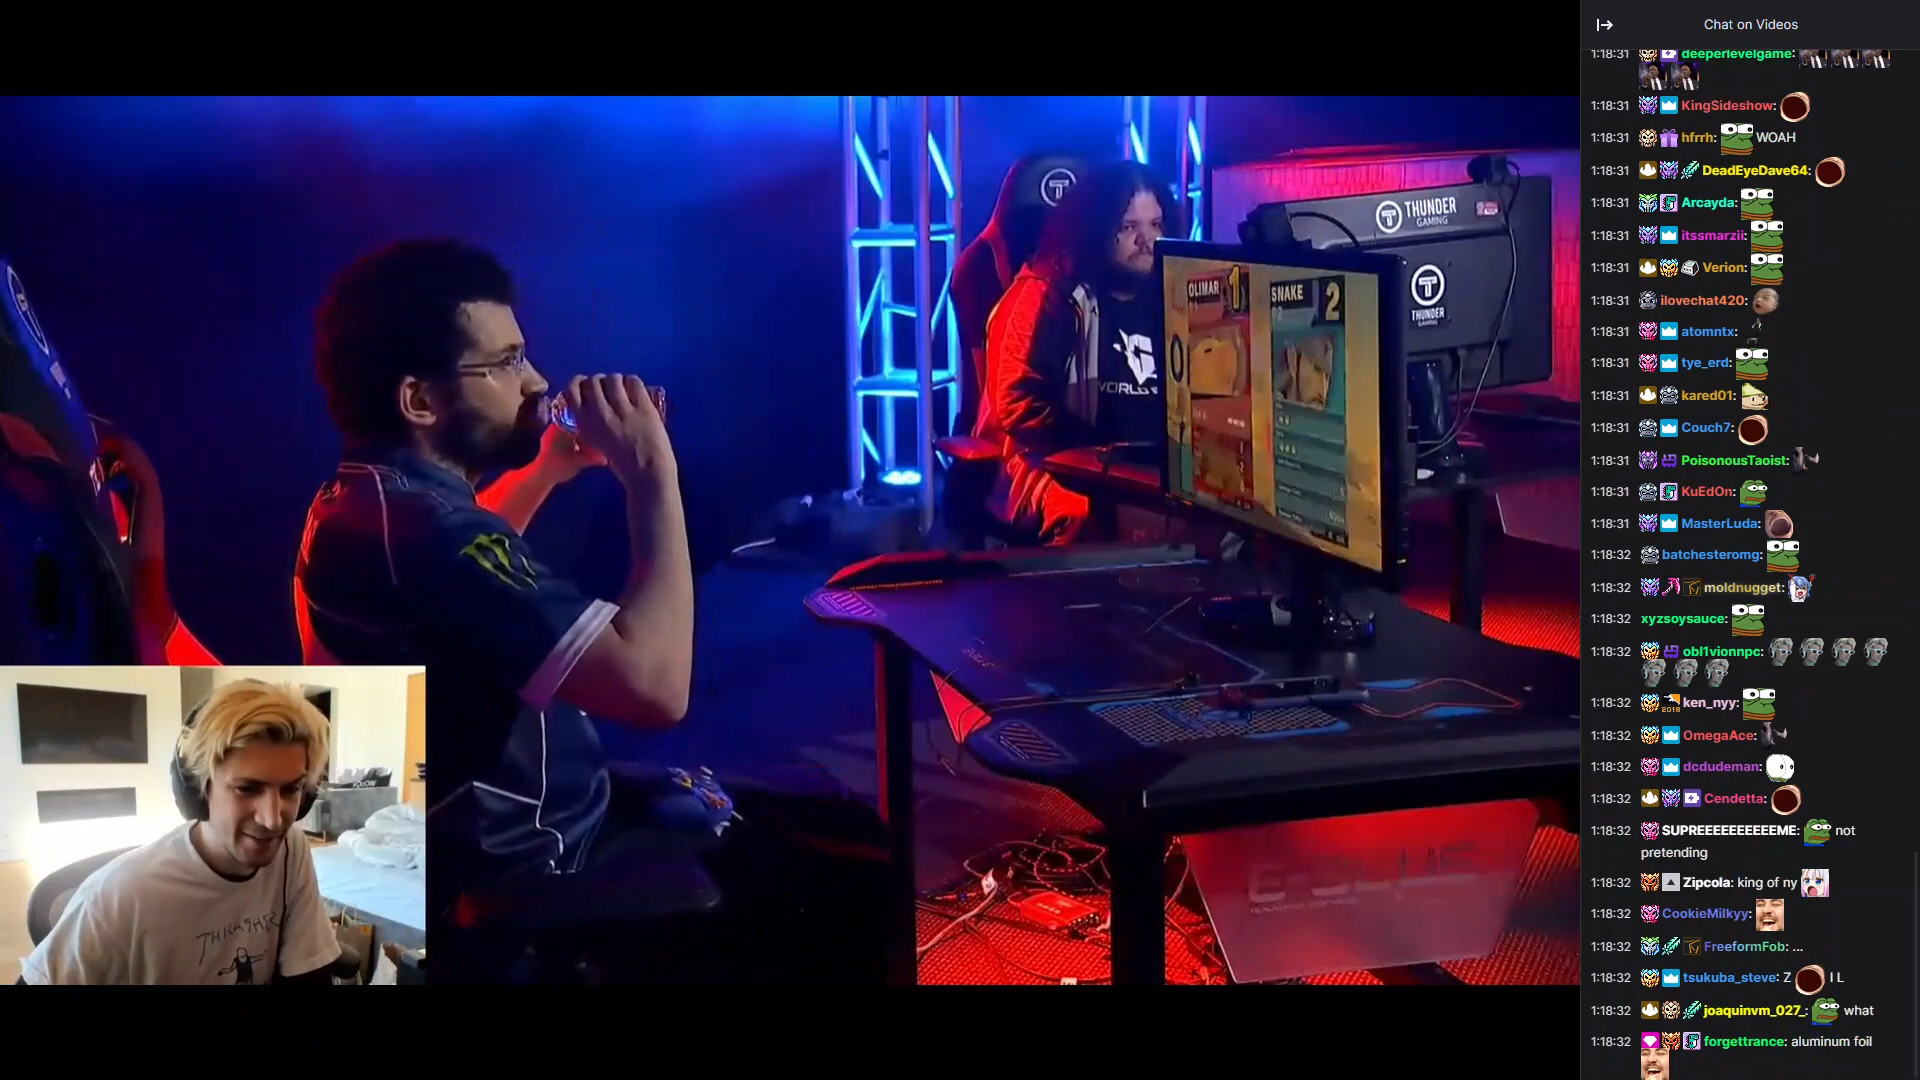 Chat on Videos
1:18:31 deeperlevelgame:
1:18:31 KingSideshow:
1:18:31 hfrrh: WOAH
1:18:31 DeadEyeDave64:
1:18:31 Arcayda:
1:18:31 itssmarzii:
1:18:31 Verion:
1:18:31 ilovechat420:
1:18:31 atomntx:
1:18:31 tye_erd:
1:18:31 kared01:
1:18:31 Couch7:
1:18:31 PoisonousTaoist:
1:18:31 KuEdOn:
1:18:31 MasterLuda:
1:18:32 batchesteromg:
1:18:32 moldnugget:
1:18:32 xyzsoysauce:
1:18:32 obl1vionnpc:
1:18:32 2018 ken_nyy:
1:18:32 OmegaAce:
1:18:32 dcdudeman:
1:18:32 Cendetta:
1:18:32 SUPREEEEEEEEEEME: not
pretending
1:18:32 Zipcola: king of ny
1:18:32 CookieMilkyy:
1:18:32 FreeformFob: ...
1:18:32 tsukuba_steve: Z I L
1:18:32 joaquinvm_027_: what
1:18:32 forgettrance: aluminum foil
THUNDER
GAMING
THUNDER
GAMING
OLIMAR 1
SNAKE 2
0
WORLD
THRASHER